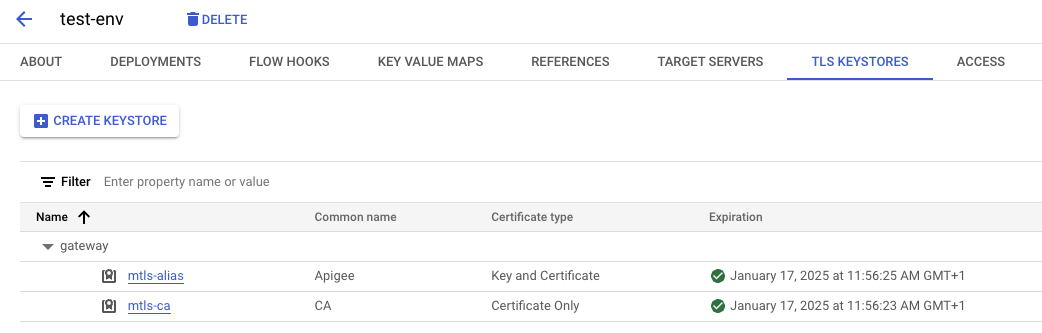 test-env DELETE
ABOUT DEPLOYMENTS FLOW HOOKS KEY VALUE MAPS REFERENCES TARGET SERVERS TLS KEYSTORES ACCESS
CREATE KEYSTORE
Filter Enter property name or value
Name Common name Certificate type Expiration
gateway
mtls-alias Apigee Key and Certificate January 17, 2025 at 11:56:25 AM GMT+1
mtls-ca CA Certificate Only January 17, 2025 at 11:56:23 AM GMT+1